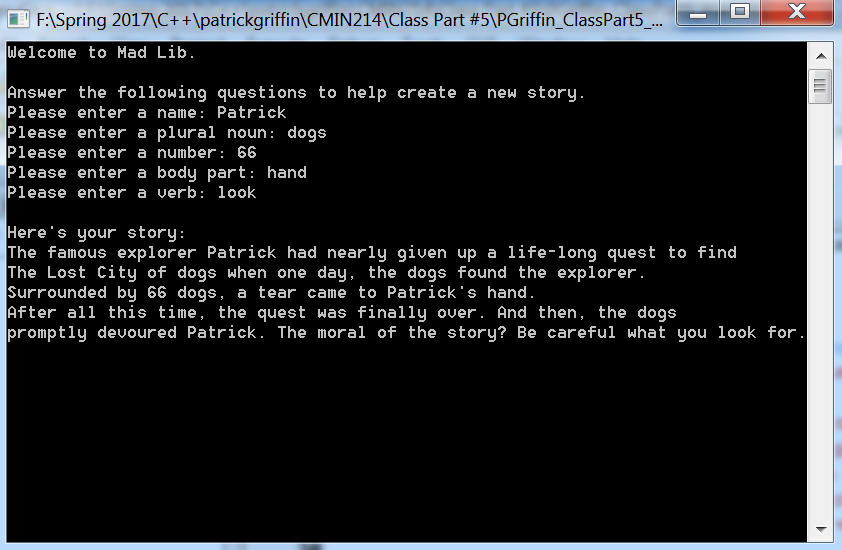 F:\Spring 2017\C++\patrickgriffin\CMIN214\Class Part #5\PGriffin_ClassPart5_...
Welcome to Mad Lib.
Answer the following questions to help create a new story.
Please enter a name: Patrick
Please enter a plural noun: dogs
Please enter a number: 66
Please enter a body part: hand
Please enter a verb: look
Here's your story:
The famous explorer Patrick had nearly given up a life-long quest to find
The Lost City of dogs when one day, the dogs found the explorer.
Surrounded by 66 dogs, a tear came to Patrick's hand.
After all this time, the quest was finally over. And then, the dogs
promptly devoured Patrick. The moral of the story? Be careful what you look for.